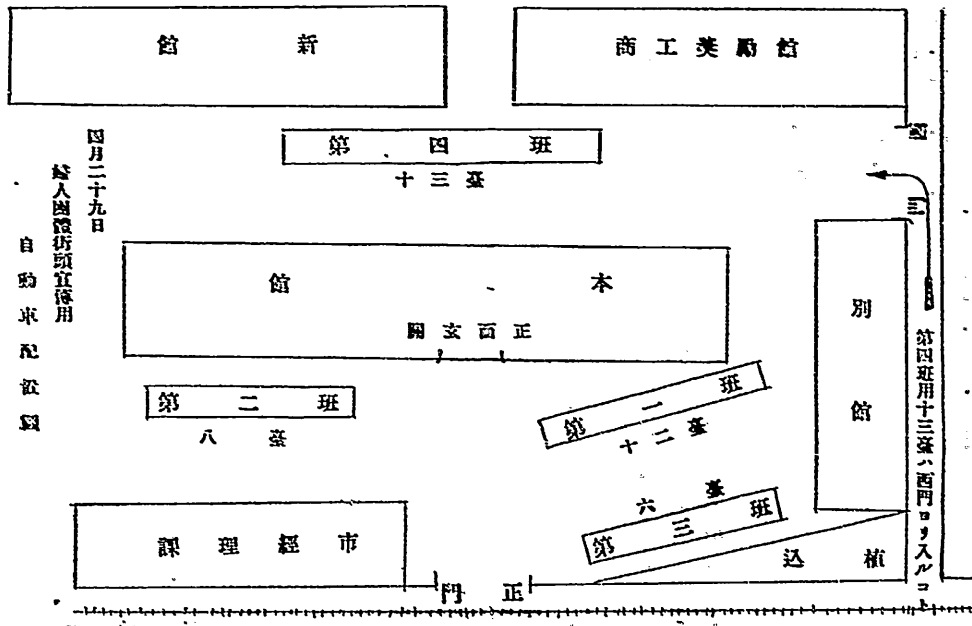 新館
商工奬勵館
第四班
十三臺
四月二十九日
婦人團體街頭宣傳用
自動車配置圖
本館
正面玄關
別館
第四班用十三臺ハ西門ヨリ入ルコト
第二班
八臺
第一班
十二臺
六臺
第三班
植込
市經理課
正門